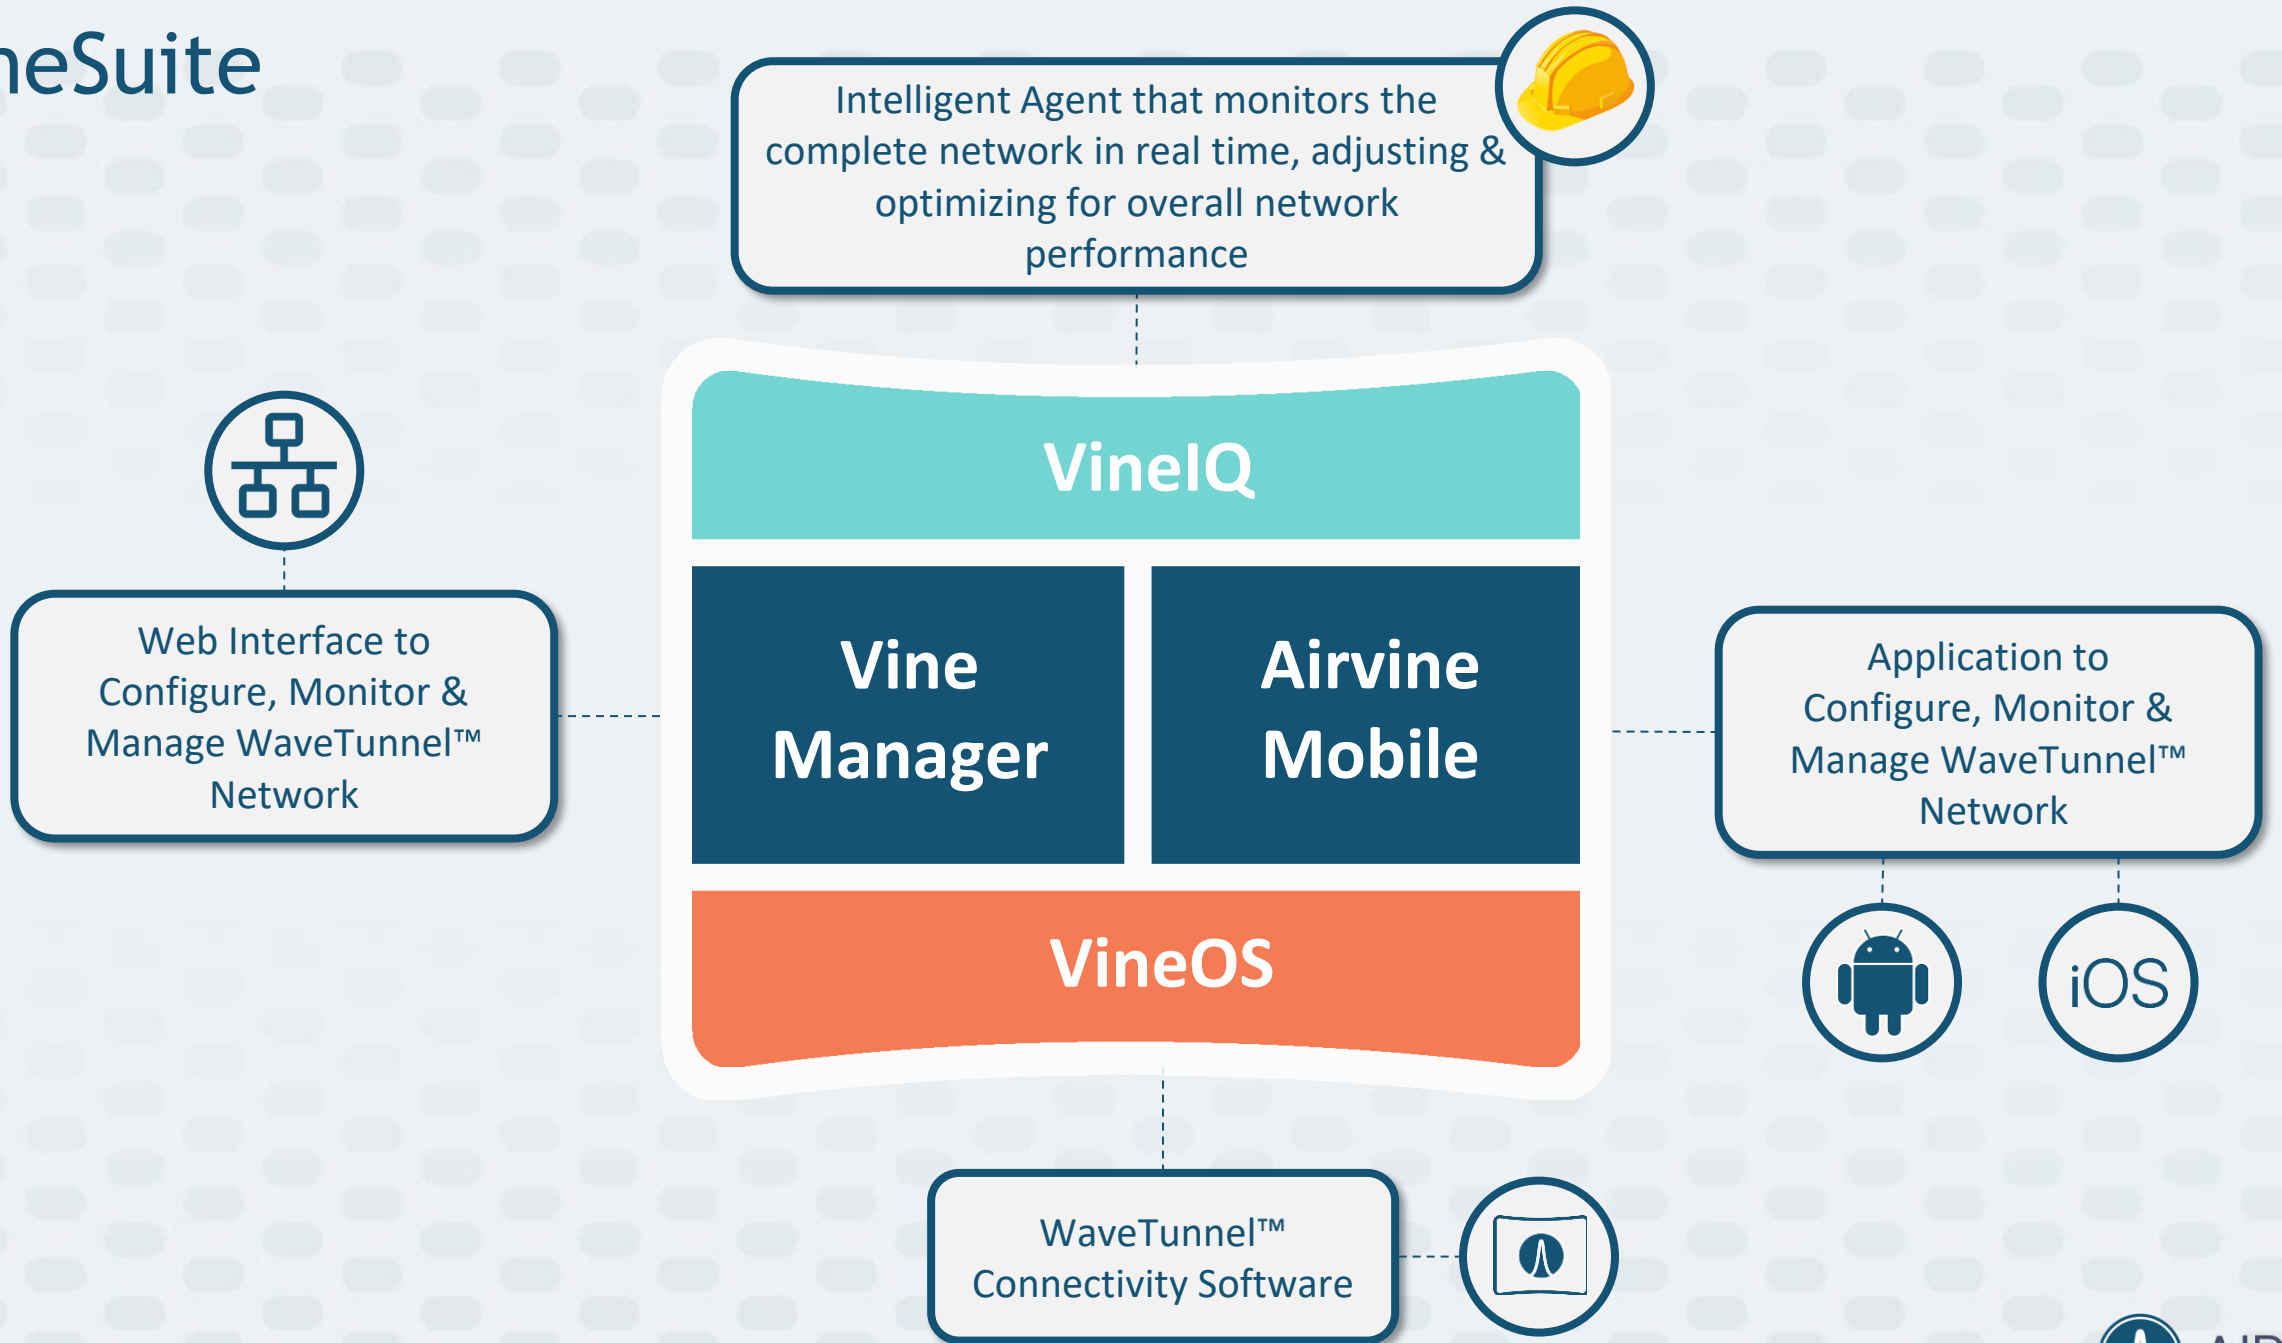 neSuite
Intelligent Agent that monitors the
complete network in real time, adjusting &
optimizing for overall network
performance
VineIQ
Web Interface to
Configure, Monitor &
Manage WaveTunnel™
Network
Vine
Manager
Airvine
Mobile
Application to
Configure, Monitor &
Manage WaveTunnel™
Network
VineOS
iOS
WaveTunnel™
Connectivity Software